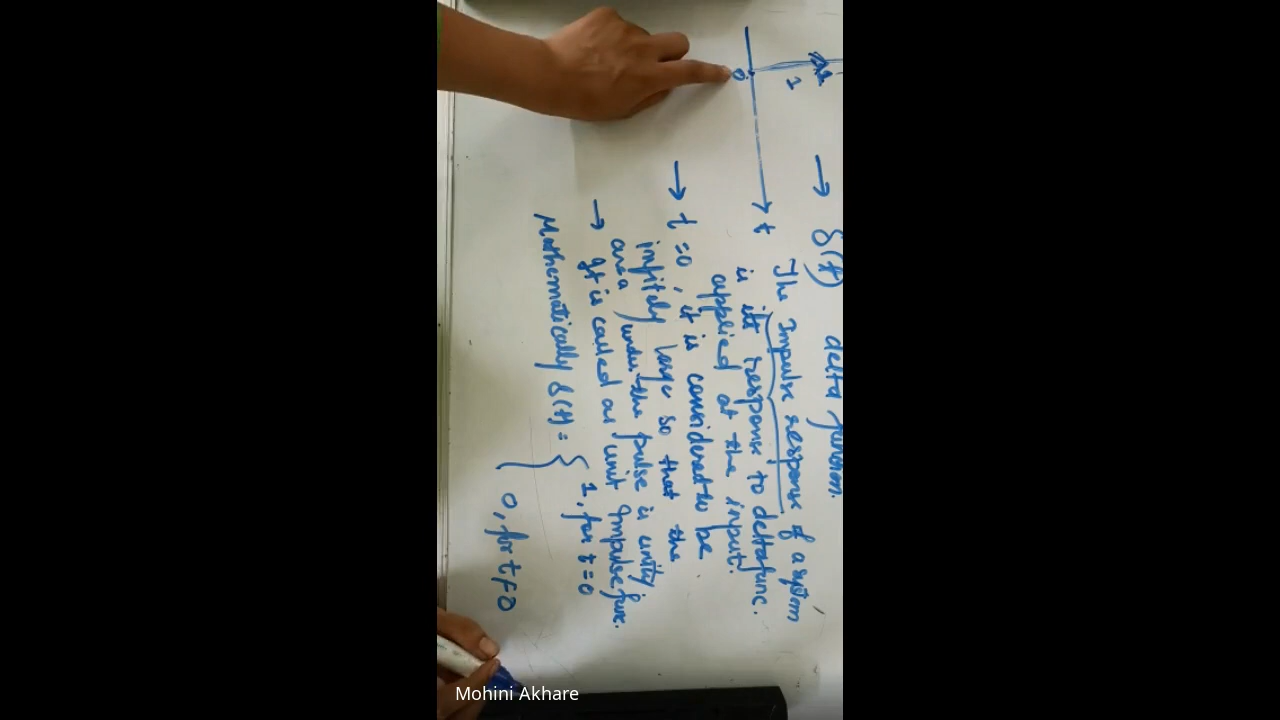 1
0
t
→ δ(t) delta function.
The Impulse response of a system
is its response to delta func.
applied at the input.
→ t=0, it is considered to be
infitely large so that the
area under the pulse is unity.
→ It is called as unit Impulse func.
Mathematically δ(t) = { 1, for t=0
0, for t≠0
Mohini Akhare